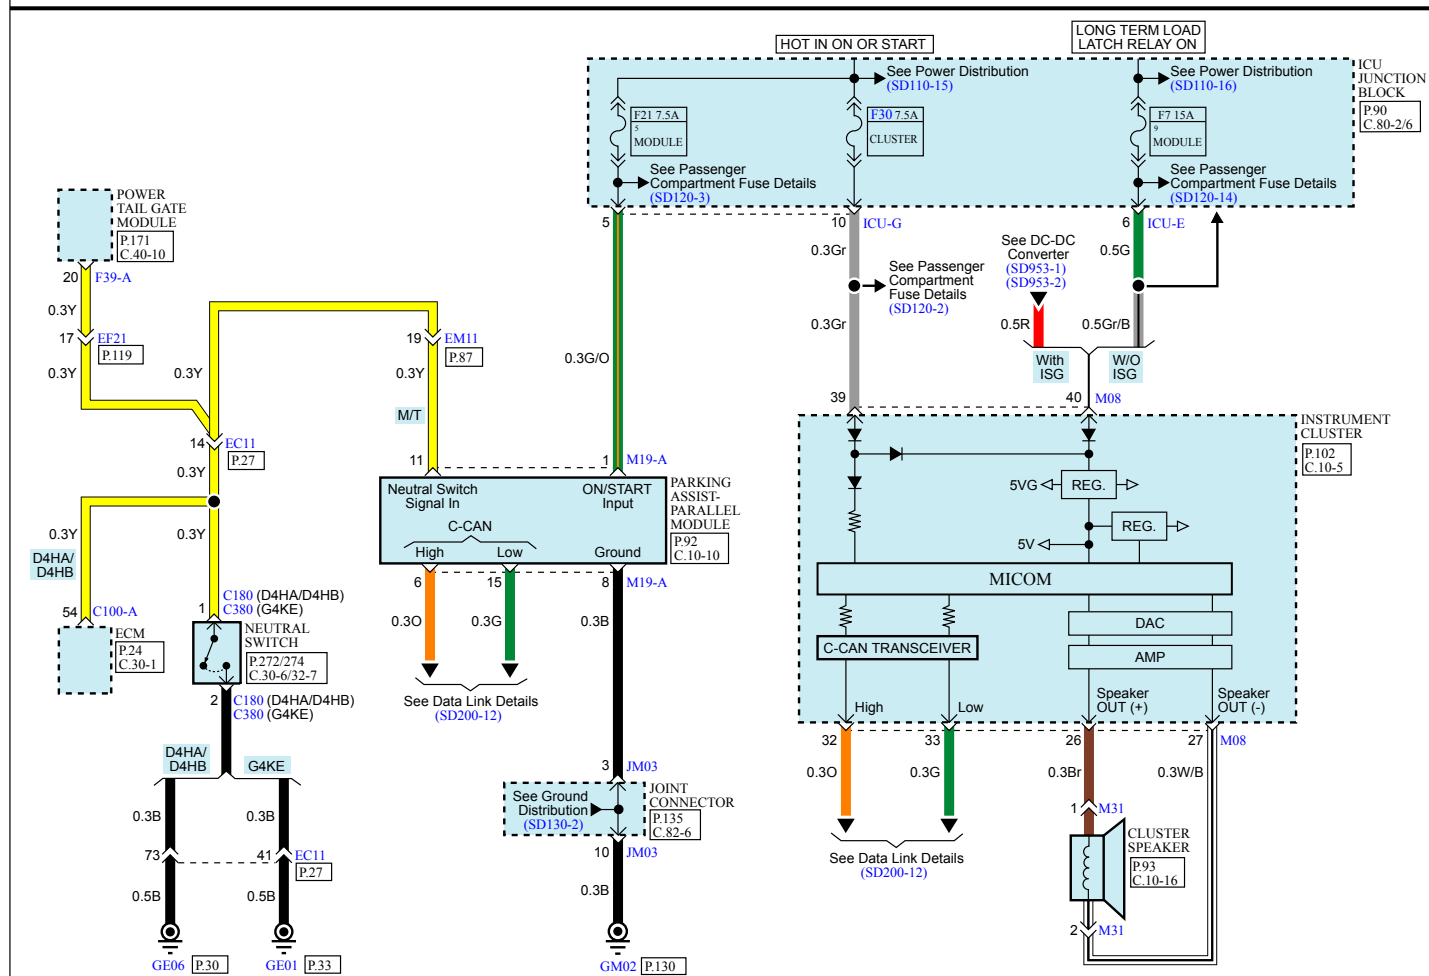 HOT IN ON OR START
LONG TERM LOAD
LATCH RELAY ON
ICU
JUNCTION
BLOCK
P.90
C.80-2/6
See Power Distribution
(SD110-15)
See Power Distribution
(SD110-16)
F21 7.5A
5
MODULE
F30 7.5A
CLUSTER
F7 15A
9
MODULE
See Passenger
Compartment Fuse Details
(SD120-3)
See Passenger
Compartment Fuse Details
(SD120-14)
5
10
ICU-G
6
ICU-E
POWER
TAIL GATE
MODULE
P.171
C.40-10
20
F39-A
0.3Y
17
EF21
P.119
0.3Y
0.3Y
19
EM11
P.87
0.3Y
M/T
0.3G/O
0.3Gr
See Passenger
Compartment
Fuse Details
(SD120-2)
0.3Gr
See DC-DC
Converter
(SD953-1)
(SD953-2)
0.5G
0.5R
0.5Gr/B
With
ISG
W/O
ISG
39
40
M08
14
EC11
P.27
0.3Y
11
1
M19-A
Neutral Switch
Signal In
ON/START
Input
C-CAN
High
Low
Ground
PARKING
ASSIST-
PARALLEL
MODULE
P.92
C.10-10
6
15
8
M19-A
0.3O
0.3G
0.3B
See Data Link Details
(SD200-12)
0.3Y
0.3Y
D4HA/
D4HB
54
C100-A
ECM
P.24
C.30-1
1
C180 (D4HA/D4HB)
C380 (G4KE)
NEUTRAL
SWITCH
P.272/274
C.30-6/32-7
2
C180 (D4HA/D4HB)
C380 (G4KE)
D4HA/
D4HB
G4KE
0.3B
0.3B
73
41
EC11
P.27
0.5B
0.5B
GE06
P.30
GE01
P.33
3
JM03
See Ground
Distribution
(SD130-2)
JOINT
CONNECTOR
P.135
C.82-6
10
JM03
0.3B
GM02
P.130
INSTRUMENT
CLUSTER
P.102
C.10-5
5VG
REG.
REG.
5V
MICOM
DAC
C-CAN TRANSCEIVER
AMP
High
Low
Speaker
OUT (+)
Speaker
OUT (-)
32
33
26
27
M08
0.3O
0.3G
0.3Br
0.3W/B
See Data Link Details
(SD200-12)
1
M31
CLUSTER
SPEAKER
P.93
C.10-16
2
M31